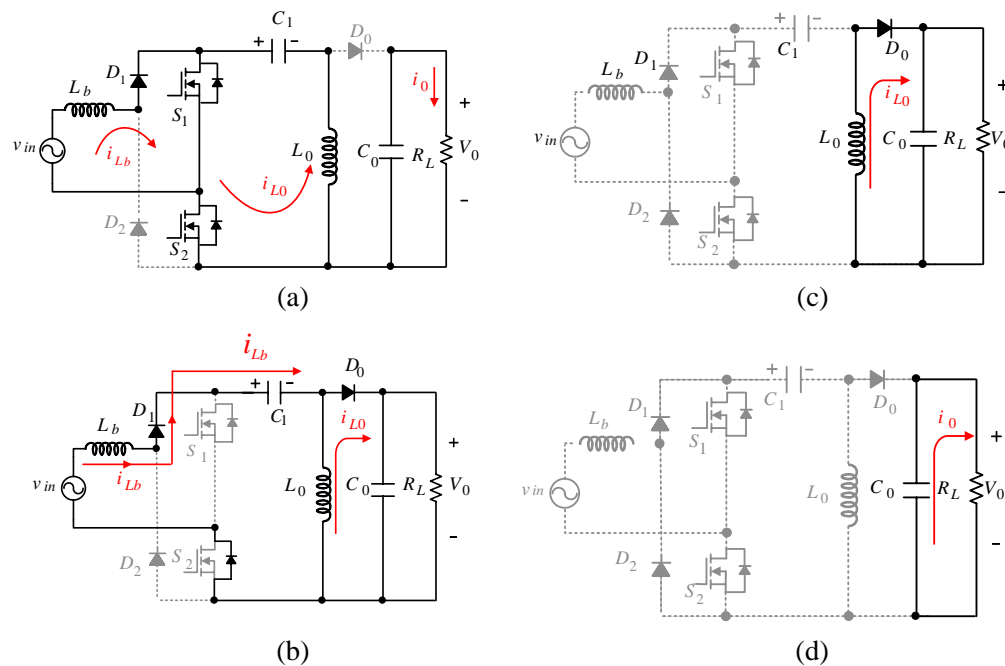 C1
+ -
D0
D1
Lb
S1
i0
+
vin
iLb
L0
C0
RL
V0
iL0
-
D2
S2
(a)
+ -
C1
D0
D1
Lb
S1
iL0
+
vin
L0
C0
RL
V0
D2
-
S2
(c)
iLb
+ -
C1
D0
D1
Lb
iL0
+
S1
iLb
vin
L0
C0
RL
V0
D2
S2
-
(b)
+ -
C1
D0
D1
Lb
S1
i0
+
vin
L0
C0
RL
V0
D2
-
S2
(d)